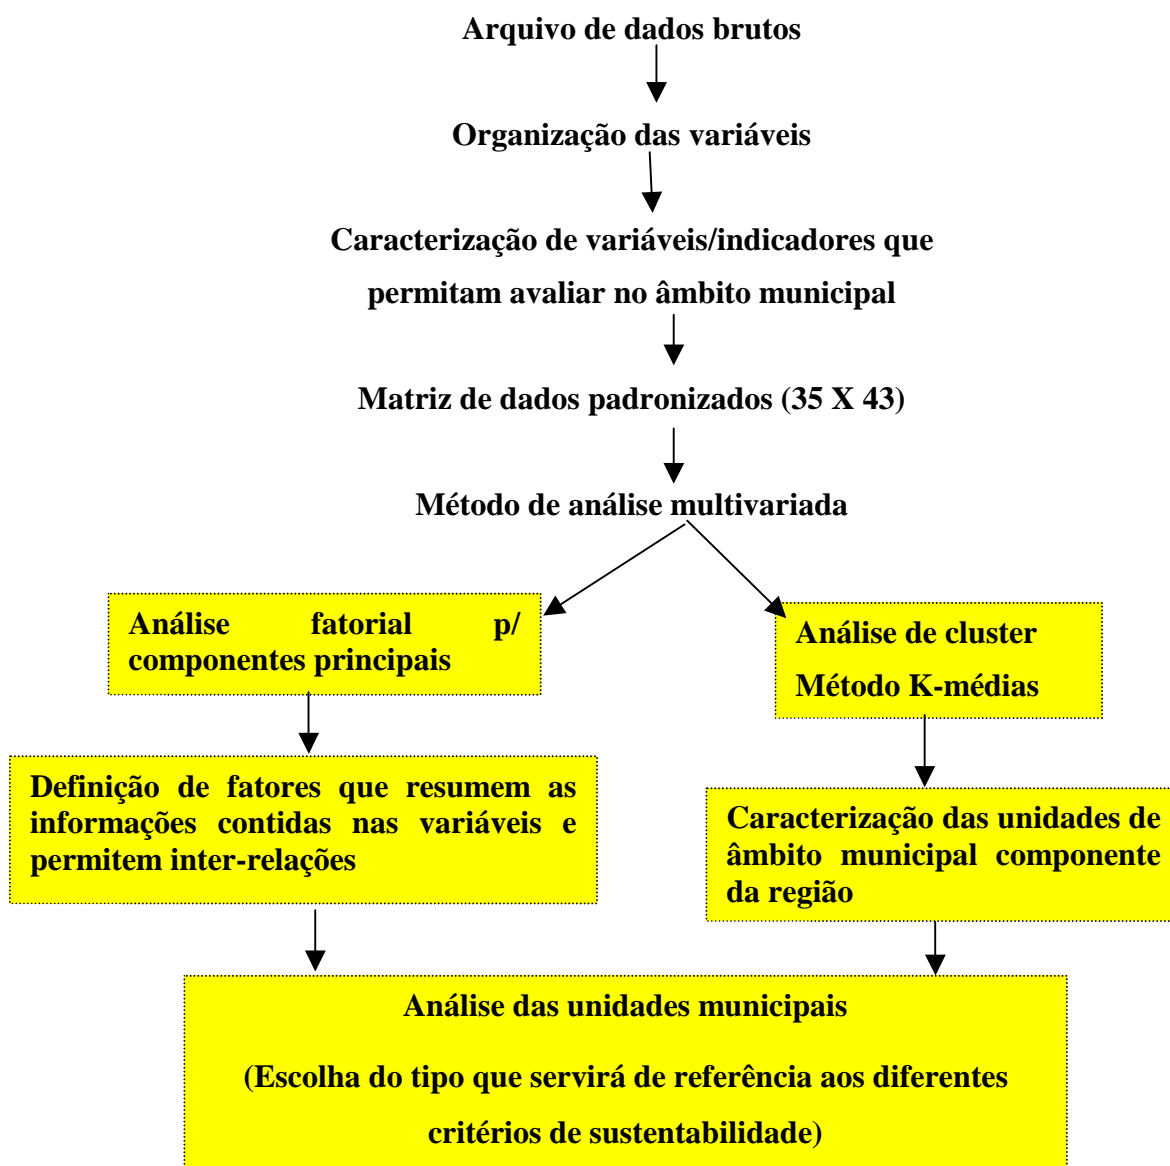 Arquivo de dados brutos
Organização das variáveis
Caracterização de variáveis/indicadores que
permitam avaliar no âmbito municipal
Matriz de dados padronizados (35 X 43)
Método de análise multivariada
Análise fatorial p/
componentes principais
Análise de cluster
Método K-médias
Definição de fatores que resumem as
informações contidas nas variáveis e
permitem inter-relações
Caracterização das unidades de
âmbito municipal componente
da região
Análise das unidades municipais
(Escolha do tipo que servirá de referência aos diferentes
critérios de sustentabilidade)